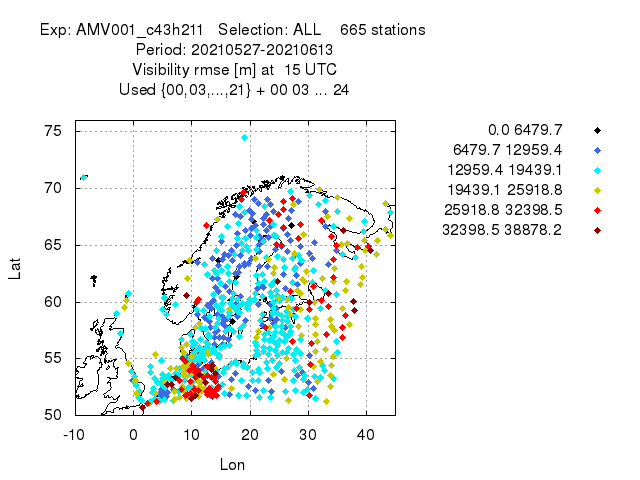 Exp: AMV001_c43h211 Selection: ALL 665 stations
Period: 20210527-20210613
Visibility rmse [m] at 15 UTC
Used {00,03,...,21} + 00 03 ... 24
75
70
65
60
55
50
-10 0 10 20 30 40
Lat
Lon
0.0 6479.7
6479.7 12959.4
12959.4 19439.1
19439.1 25918.8
25918.8 32398.5
32398.5 38878.2